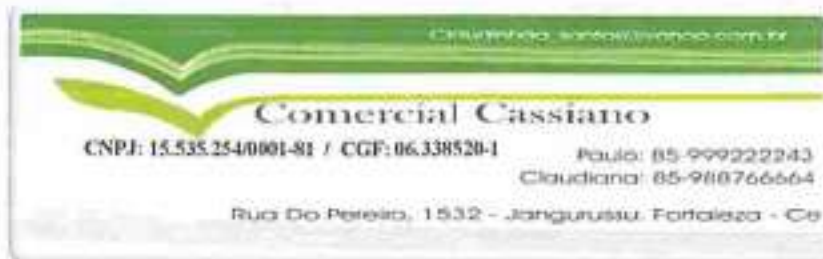 Comercial Cassiano
CNPJ: 15.535.254/0001-81 / CGF: 06.338520-1
Paulo: 85-999222243
Claudiana: 85-988766664
Rua Do Pereiro, 1532 - Jangurussu. Fortaleza - Ce